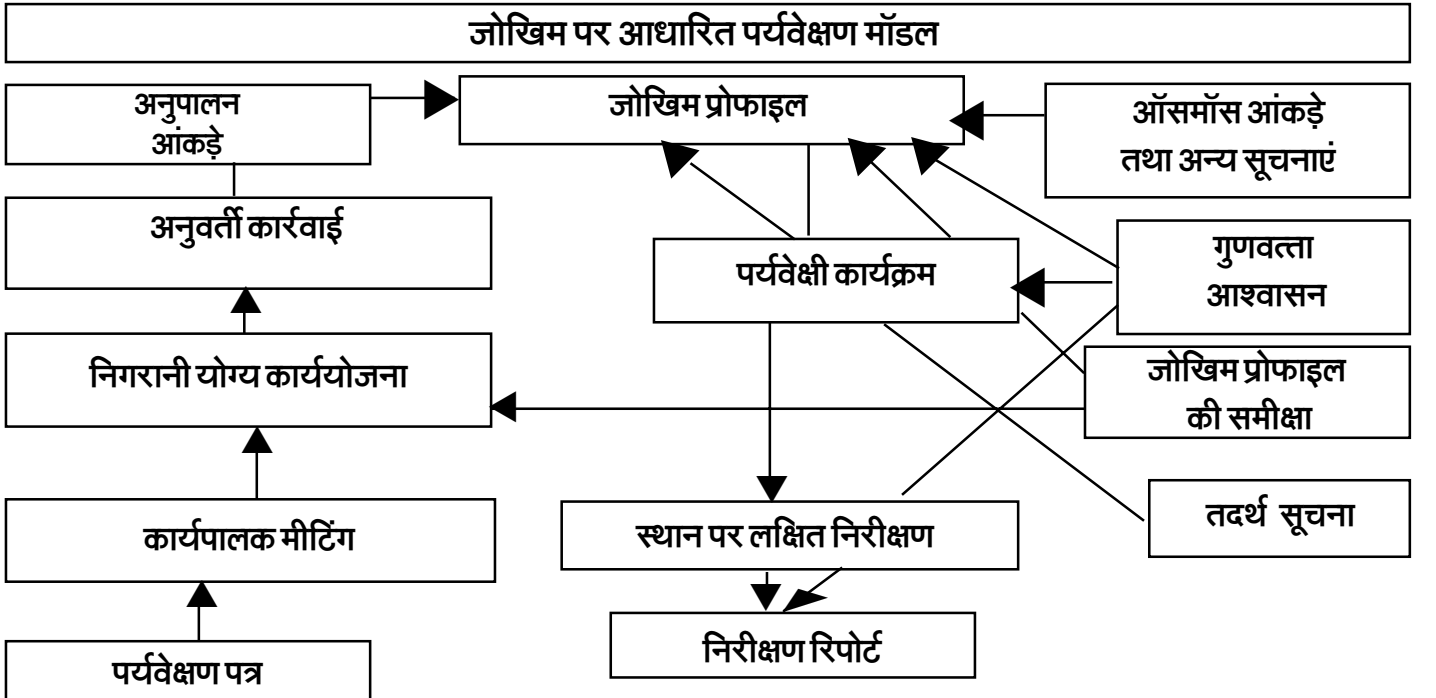 जोखिम पर आधारित पर्यवेक्षण मॉडल
अनुपालन
आंकड़े
जोखिम प्रोफाइल
ऑसमॉस आंकड़े
तथा अन्य सूचनाएं
अनुवर्ती कार्रवाई
पर्यवेक्षी कार्यक्रम
गुणवत्ता
आश्वासन
निगरानी योग्य कार्ययोजना
जोखिम प्रोफाइल
की समीक्षा
कार्यपालक मीटिंग
स्थान पर लक्षित निरीक्षण
तदर्थ सूचना
पर्यवेक्षण पत्र
निरीक्षण रिपोर्ट